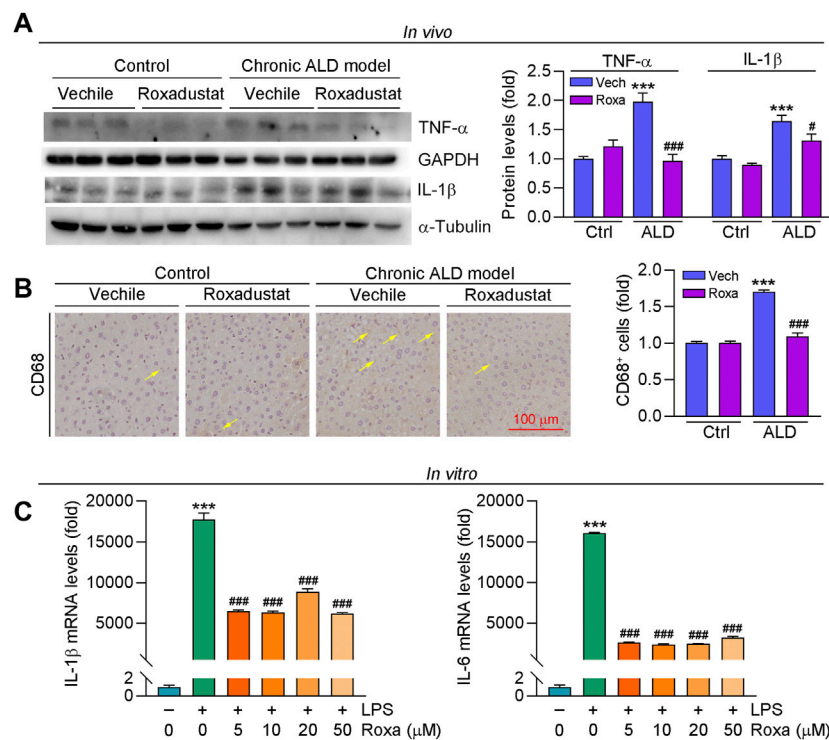 A
In vivo
Control
Chronic ALD model
Vechile
Roxadustat
Vechile
Roxadustat
TNF-α
GAPDH
IL-1β
α-Tubulin
TNF-α
IL-1β
Vech
Roxa
Protein levels (fold)
2.5
2.0
1.5
1.0
0.5
0.0
***
###
***
#
Ctrl
ALD
Ctrl
ALD
B
Control
Chronic ALD model
Vechile
Roxadustat
Vechile
Roxadustat
CD68
100 μm
Vech
Roxa
CD68+ cells (fold)
2.0
1.5
1.0
0.5
0.0
***
###
Ctrl
ALD
In vitro
C
IL-1β mRNA levels (fold)
20000
15000
10000
5000
2
0
***
###
###
###
###
– + + + + + LPS
0 0 5 10 20 50 Roxa (μM)
IL-6 mRNA levels (fold)
20000
15000
10000
5000
2
0
***
###
###
###
###
– + + + + + LPS
0 0 5 10 20 50 Roxa (μM)